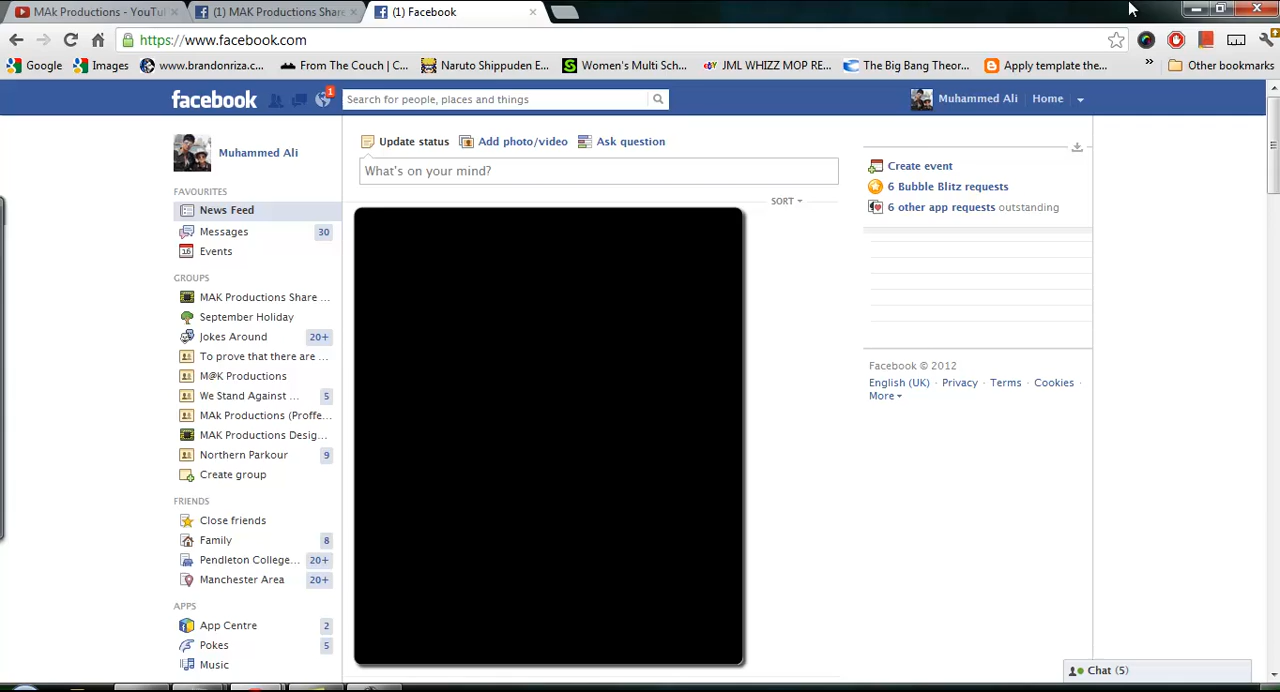 MAk Productions - YouTu
(1) MAK Productions Share
(1) Facebook
https://www.facebook.com
Google
Images
www.brandonriza.c...
From The Couch | C...
Naruto Shippuden E...
Women's Multi Sch...
JML WHIZZ MOP RE...
The Big Bang Theor...
Apply template the...
»
Other bookmarks
facebook
1
Search for people, places and things
Muhammed Ali
Home
Muhammed Ali
FAVOURITES
News Feed
Messages 30
16 Events
GROUPS
MAK Productions Share ...
September Holiday
Jokes Around 20+
To prove that there are ...
M@K Productions
We Stand Against ... 5
MAk Productions (Proffe...
MAK Productions Desig...
Northern Parkour 9
Create group
FRIENDS
Close friends
Family 8
Pendleton College... 20+
Manchester Area 20+
APPS
App Centre 2
Pokes 5
Music
Update status
Add photo/video
Ask question
What's on your mind?
SORT
Create event
6 Bubble Blitz requests
6 other app requests outstanding
Facebook © 2012
English (UK) · Privacy · Terms · Cookies ·
More
Chat (5)